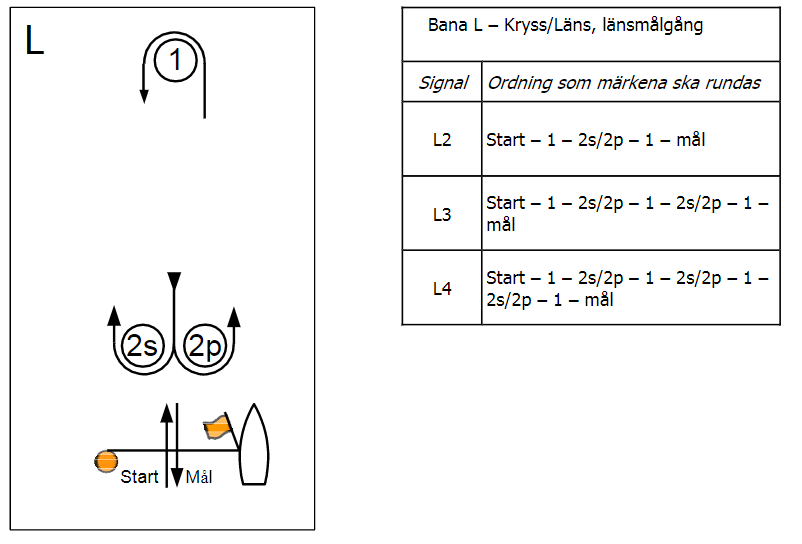 L
1
2s 2p
Start Mål
Bana L – Kryss/Läns, länsmålgång
Signal Ordning som märkena ska rundas
L2 Start – 1 – 2s/2p – 1 – mål
L3 Start – 1 – 2s/2p – 1 – 2s/2p – 1 –
mål
L4 Start – 1 – 2s/2p – 1 – 2s/2p – 1 –
2s/2p – 1 – mål